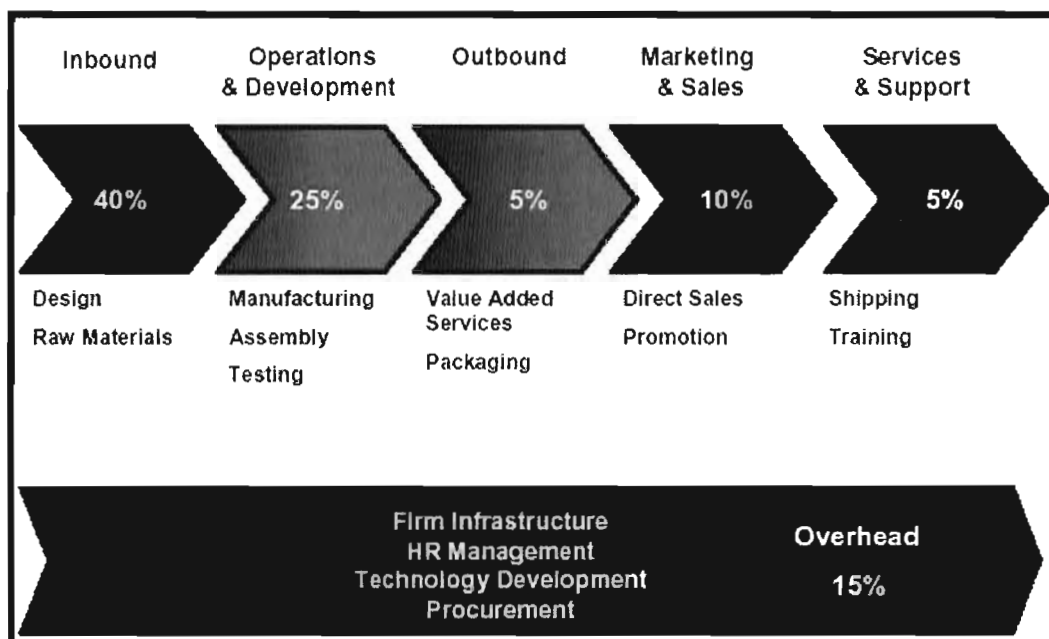 Inbound
Operations
& Development
Outbound
Marketing
& Sales
Services
& Support
40%
25%
5%
10%
5%
Design
Raw Materials
Manufacturing
Assembly
Testing
Value Added
Services
Packaging
Direct Sales
Promotion
Shipping
Training
Firm Infrastructure
HR Management
Technology Development
Procurement
Overhead
15%